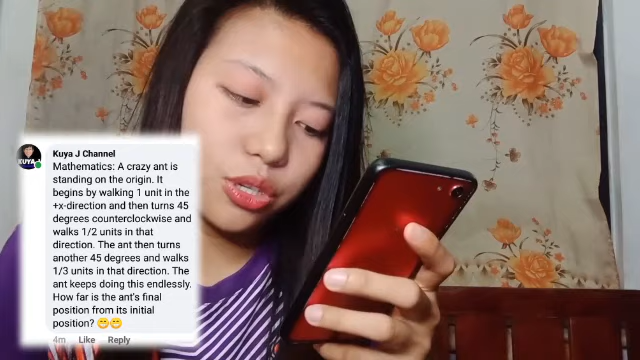 Kuya J Channel
Mathematics: A crazy ant is
standing on the origin. It
begins by walking 1 unit in the
+x-direction and then turns 45
degrees counterclockwise and
walks 1/2 units in that
direction. The ant then turns
another 45 degrees and walks
1/3 units in that direction. The
ant keeps doing this endlessly.
How far is the ant's final
position from its initial
position? 😁😁
4m Like Reply
KUYA J